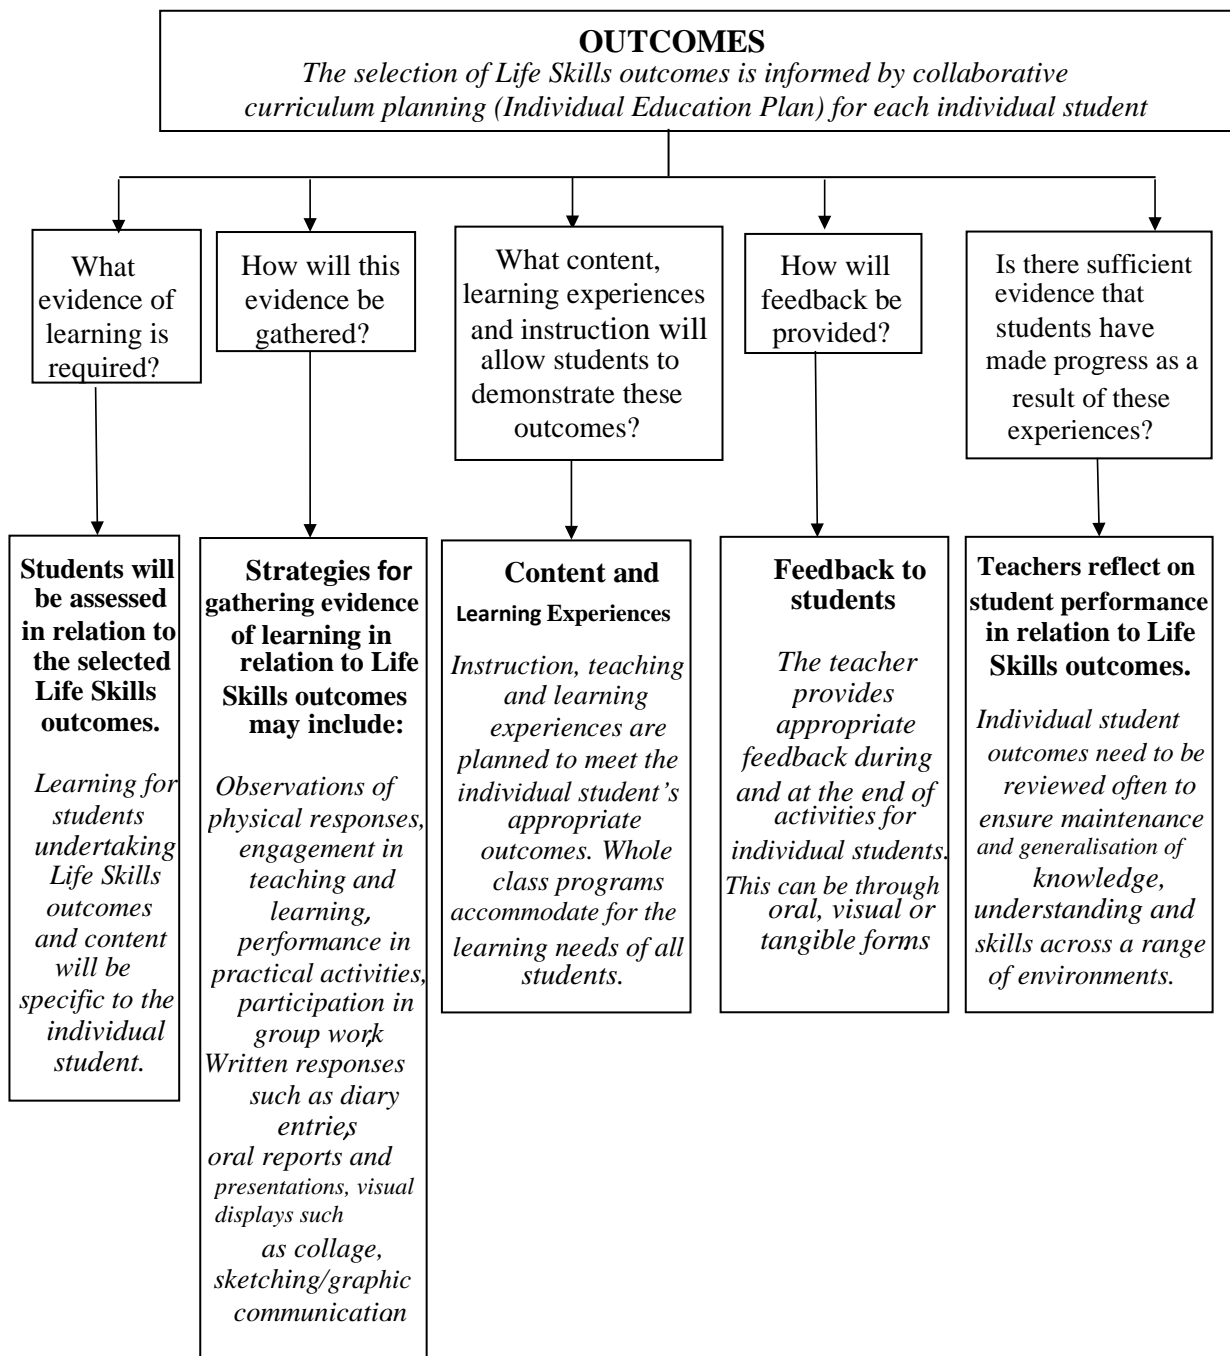 OUTCOMES
The selection of Life Skills outcomes is informed by collaborative
curriculum planning (Individual Education Plan) for each individual student
What
evidence of
learning is
required?
How will this
evidence be
gathered?
What content,
learning experiences
and instruction will
allow students to
demonstrate these
outcomes?
How will
feedback be
provided?
Is there sufficient
evidence that
students have
made progress as a
result of these
experiences?
Students will
be assessed
in relation to
the selected
Life Skills
outcomes.
Learning for
students
undertaking
Life Skills
outcomes
and content
will be
specific to the
individual
student.
Strategies for
gathering evidence
of learning in
relation to Life
Skills outcomes
may include:
Observations of
physical responses,
engagement in
teaching and
learning,
performance in
practical activities,
participation in
group work,
Written responses
such as diary
entries,
oral reports and
presentations, visual
displays such
as collage,
sketching/graphic
communication.
Content and
Learning Experiences
Instruction, teaching
and learning
experiences are
planned to meet the
individual student’s
appropriate
outcomes. Whole
class programs
accommodate for the
learning needs of all
students.
Feedback to
students
The teacher
provides
appropriate
feedback during
and at the end of
activities for
individual students.
This can be through
oral, visual or
tangible forms
Teachers reflect on
student performance
in relation to Life
Skills outcomes.
Individual student
outcomes need to be
reviewed often to
ensure maintenance
and generalisation of
knowledge,
understanding and
skills across a range
of environments.